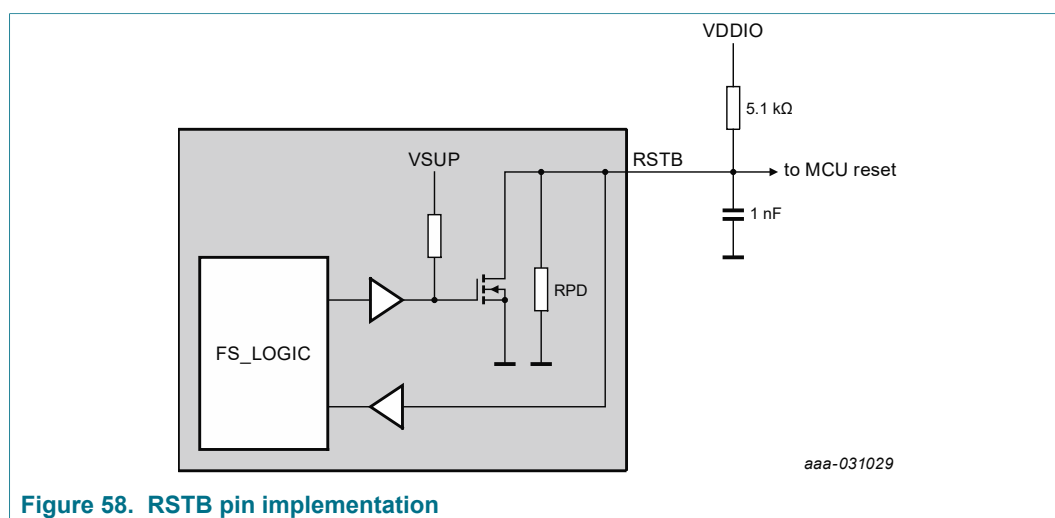 VDDIO
5.1 kΩ
VSUP
RSTB
to MCU reset
1 nF
RPD
FS_LOGIC
aaa-031029
Figure 58. RSTB pin implementation